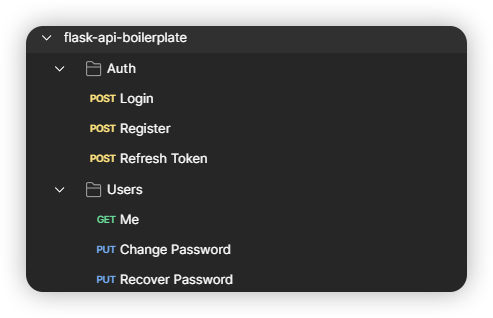 flask-api-boilerplate
Auth
POST Login
POST Register
POST Refresh Token
Users
GET Me
PUT Change Password
PUT Recover Password